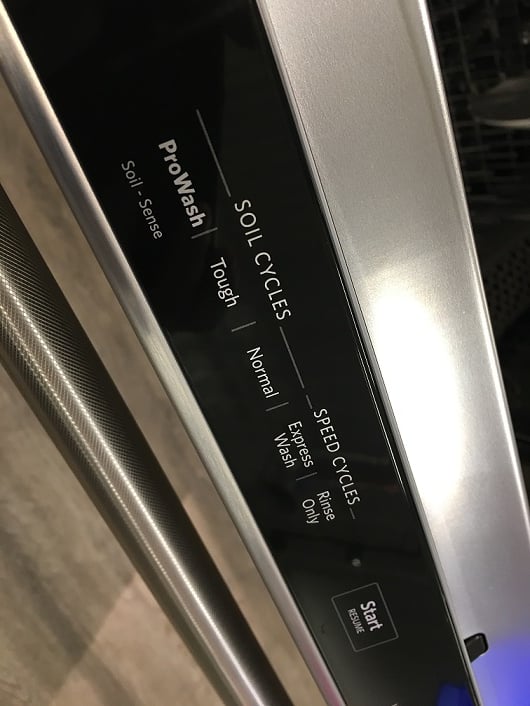 SOIL CYCLES
ProWash
Soil - Sense
Tough
Normal
SPEED CYCLES
Express
Wash
Rinse
Only
Start
RESUME